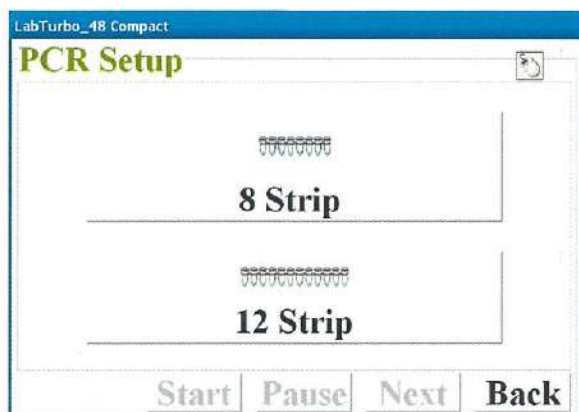 LabTurbo_48 Compact
PCR Setup
8 Strip
12 Strip
Start Pause Next Back